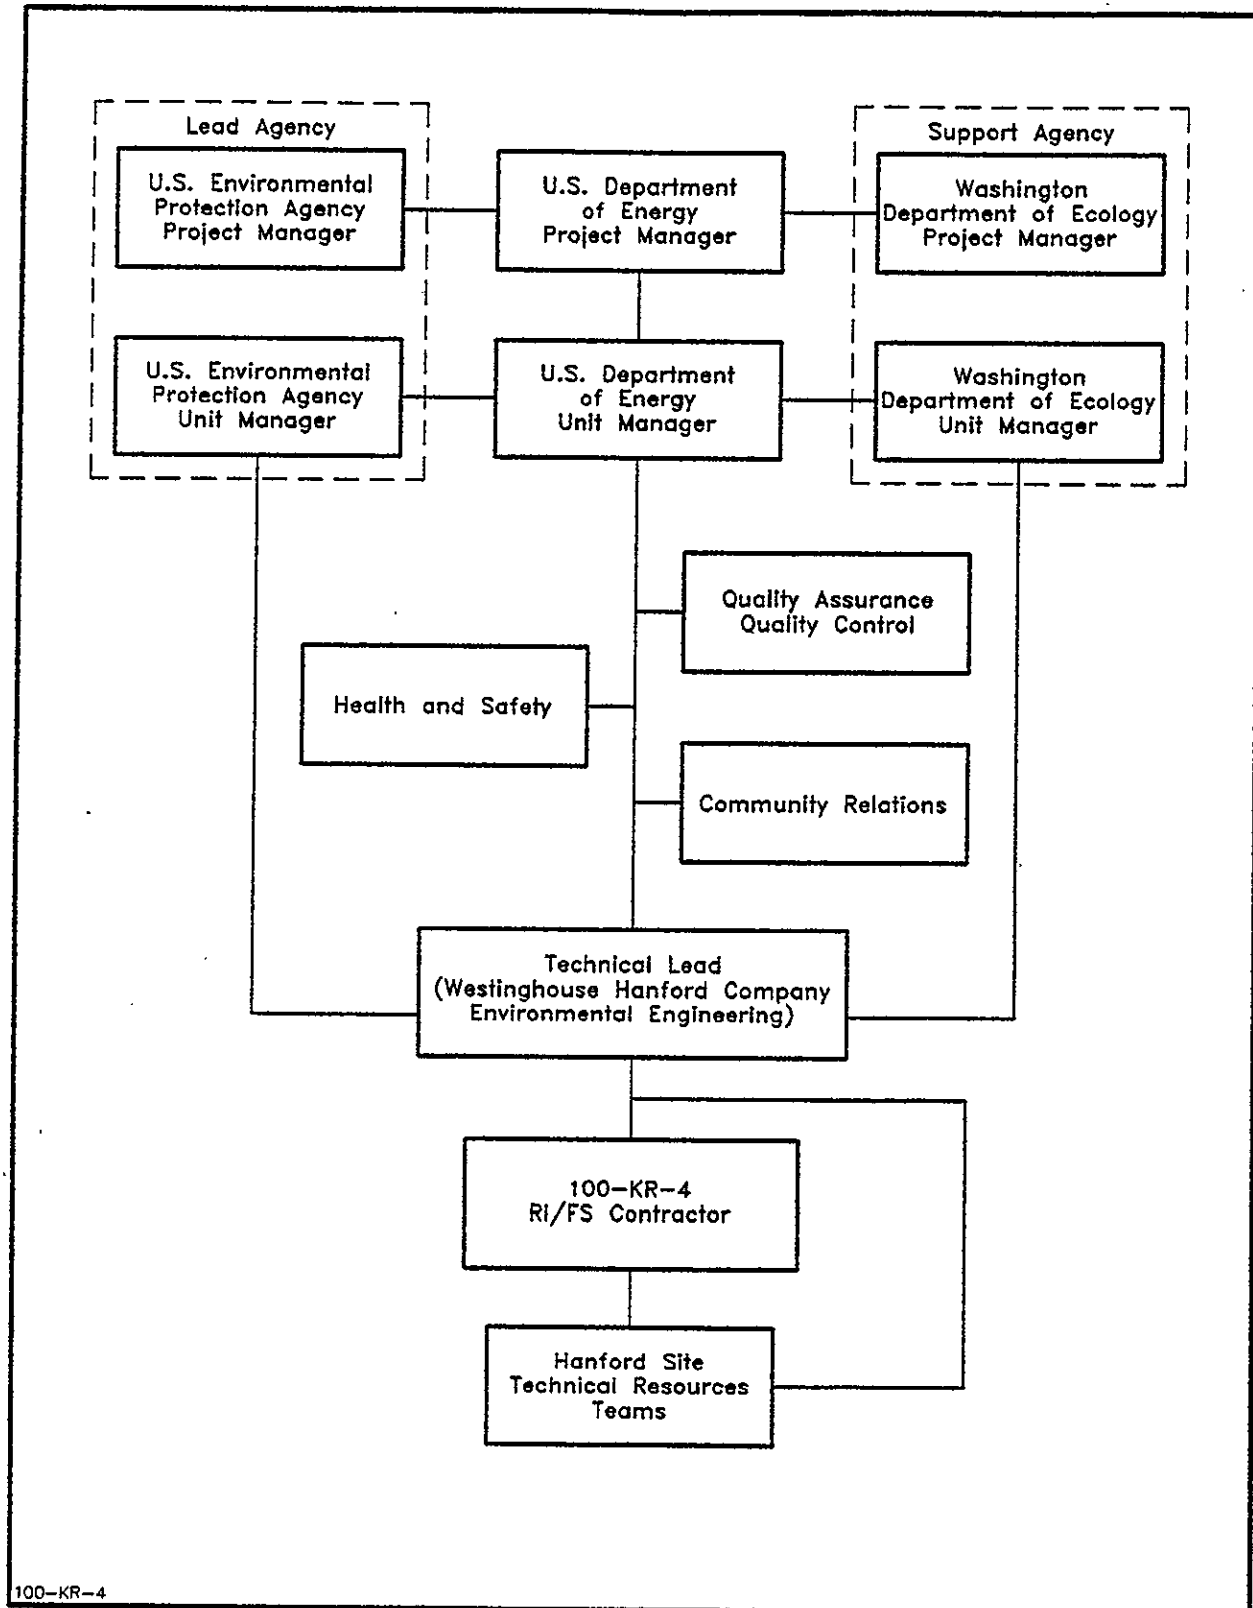 Lead Agency
U.S. Environmental
Protection Agency
Project Manager
U.S. Department
of Energy
Project Manager
Support Agency
Washington
Department of Ecology
Project Manager
U.S. Environmental
Protection Agency
Unit Manager
U.S. Department
of Energy
Unit Manager
Washington
Department of Ecology
Unit Manager
Quality Assurance
Quality Control
Health and Safety
Community Relations
Technical Lead
(Westinghouse Hanford Company
Environmental Engineering)
100-KR-4
RI/FS Contractor
Hanford Site
Technical Resources
Teams
100-KR-4